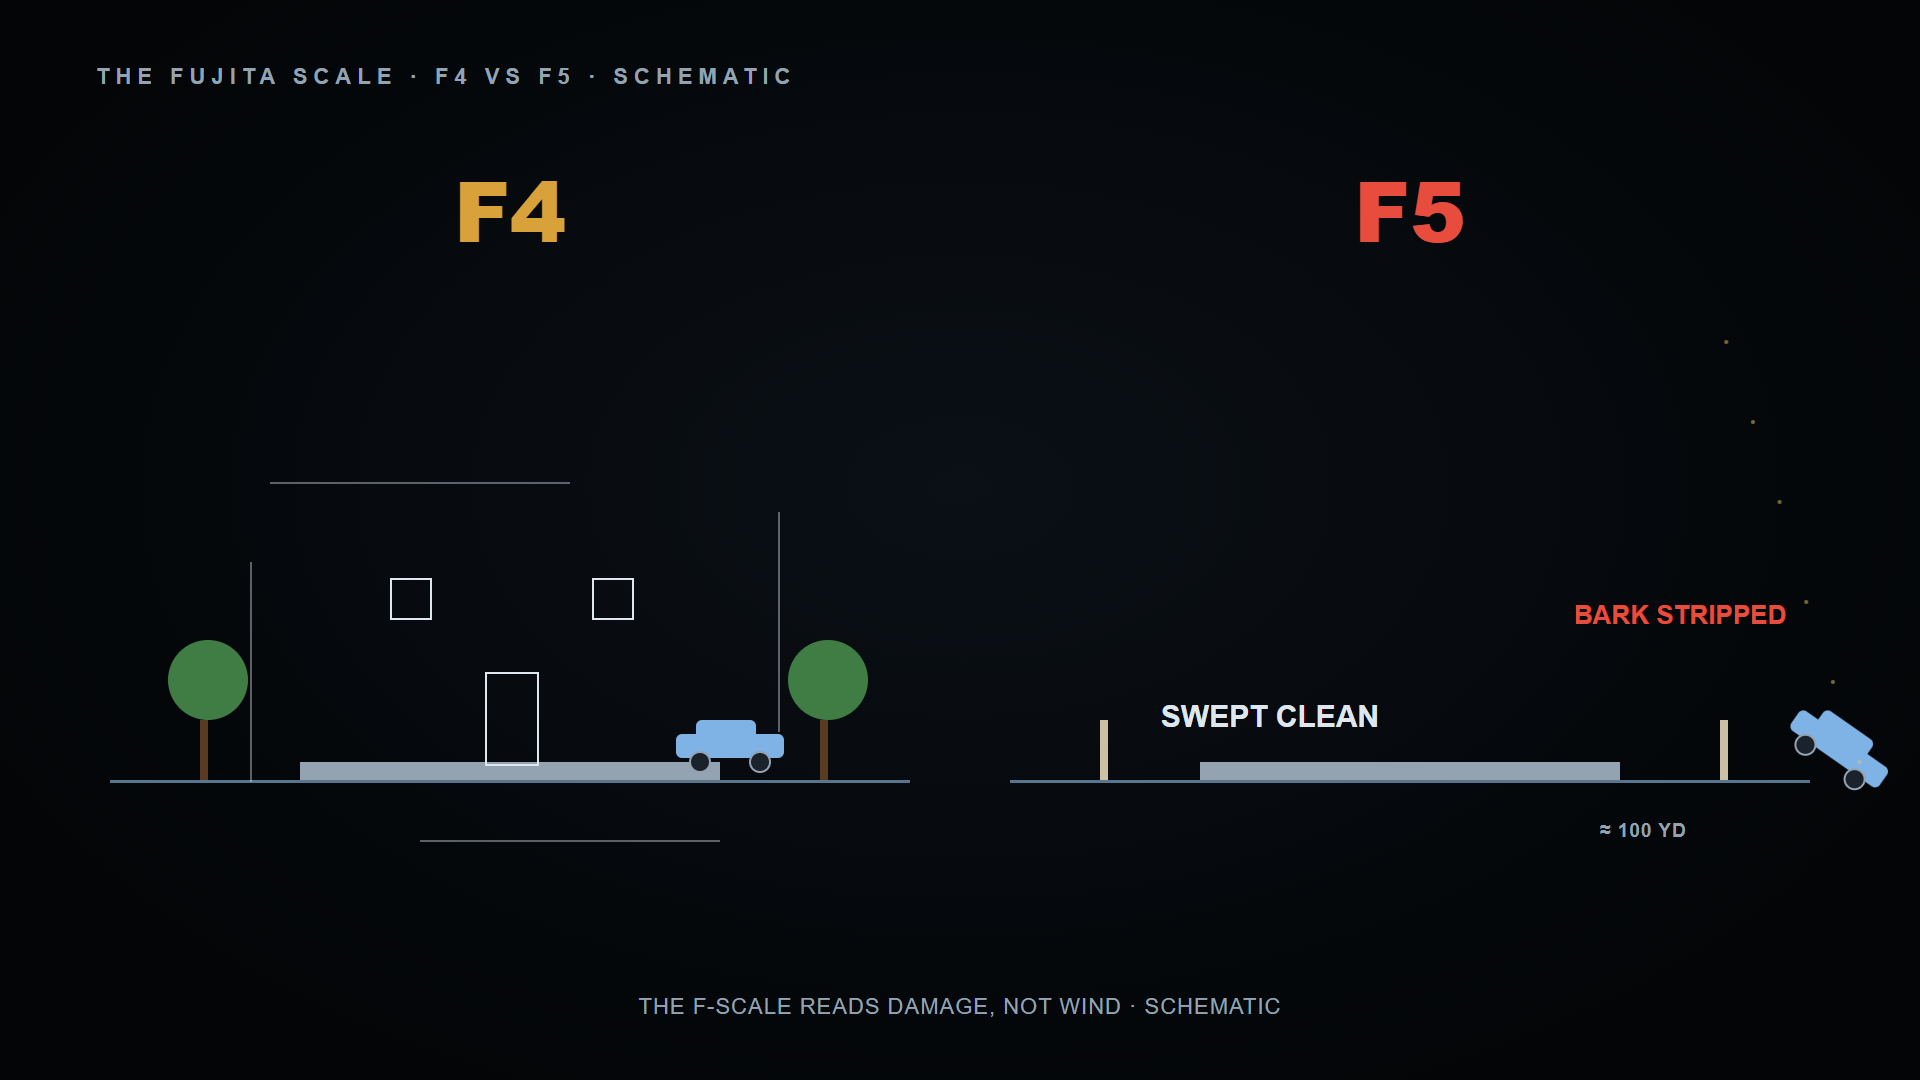 THE FUJITA SCALE · F4 VS F5 · SCHEMATIC
F4
F5
BARK STRIPPED
SWEPT CLEAN
≈ 100 YD
THE F-SCALE READS DAMAGE, NOT WIND · SCHEMATIC